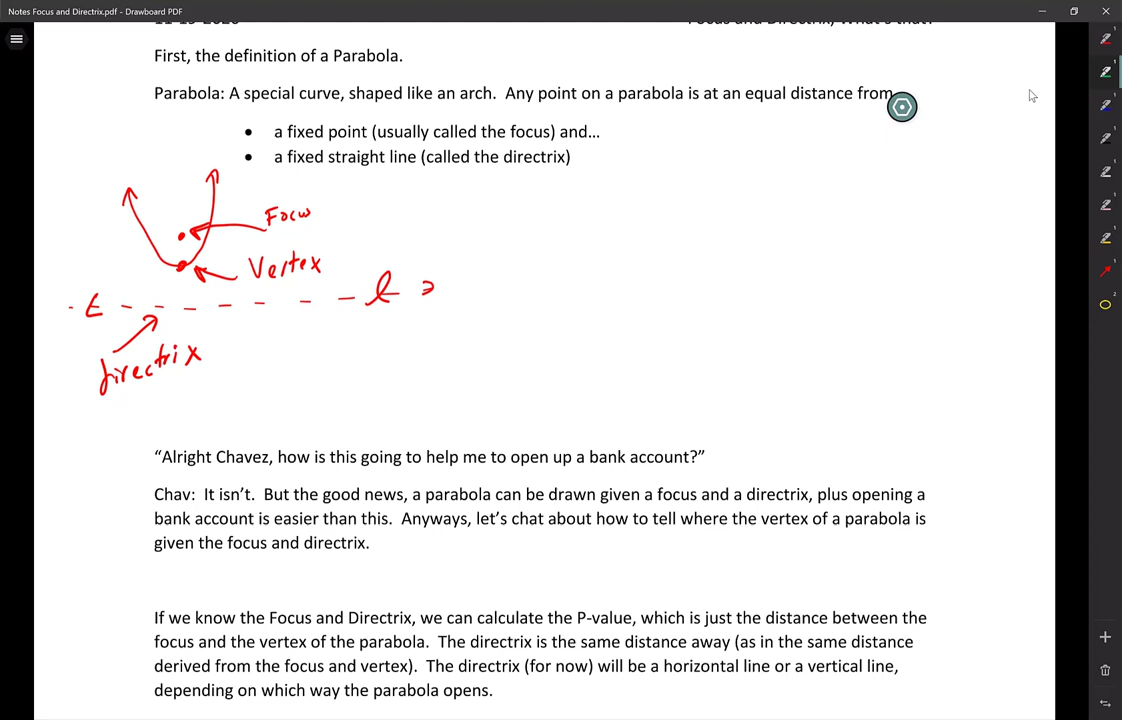 Notes Focus and Directrix.pdf - Drawboard PDF
First, the definition of a Parabola.
Parabola: A special curve, shaped like an arch. Any point on a parabola is at an equal distance from
• a fixed point (usually called the focus) and…
• a fixed straight line (called the directrix)
Focus
Vertex
l
Directrix
“Alright Chavez, how is this going to help me to open up a bank account?”
Chav: It isn’t. But the good news, a parabola can be drawn given a focus and a directrix, plus opening a
bank account is easier than this. Anyways, let’s chat about how to tell where the vertex of a parabola is
given the focus and directrix.
If we know the Focus and Directrix, we can calculate the P-value, which is just the distance between the
focus and the vertex of the parabola. The directrix is the same distance away (as in the same distance
derived from the focus and vertex). The directrix (for now) will be a horizontal line or a vertical line,
depending on which way the parabola opens.